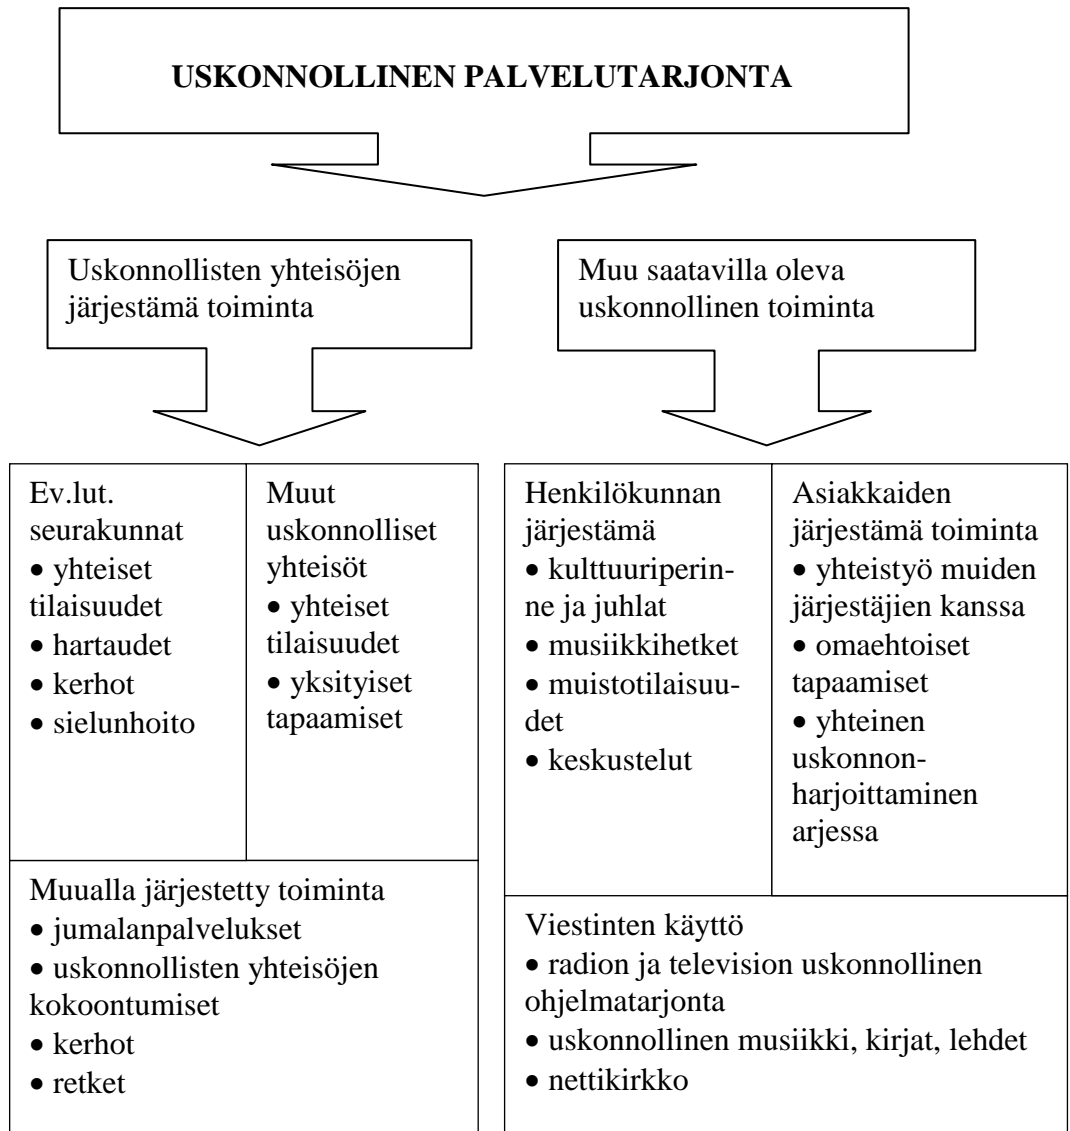 USKONNOLLINEN PALVELUTARJONTA
Uskonnollisten yhteisöjen
järjestämä toiminta
Muu saatavilla oleva
uskonnollinen toiminta
Ev.lut.
seurakunnat
• yhteiset
tilaisuudet
• hartaudet
• kerhot
• sielunhoito
Muut
uskonnolliset
yhteisöt
• yhteiset
tilaisuudet
• yksityiset
tapaamiset
Henkilökunnan
järjestämä
• kulttuuriperin-
ne ja juhlat
• musiikkihetket
• muistotilaisuu-
det
• keskustelut
Asiakkaiden
järjestämä toiminta
• yhteistyö muiden
järjestäjien kanssa
• omaehtoiset
tapaamiset
• yhteinen
uskonnon-
harjoittaminen
arjessa
Muualla järjestetty toiminta
• jumalanpalvelukset
• uskonnollisten yhteisöjen
kokoontumiset
• kerhot
• retket
Viestinten käyttö
• radion ja television uskonnollinen
ohjelmatarjonta
• uskonnollinen musiikki, kirjat, lehdet
• nettikirkko